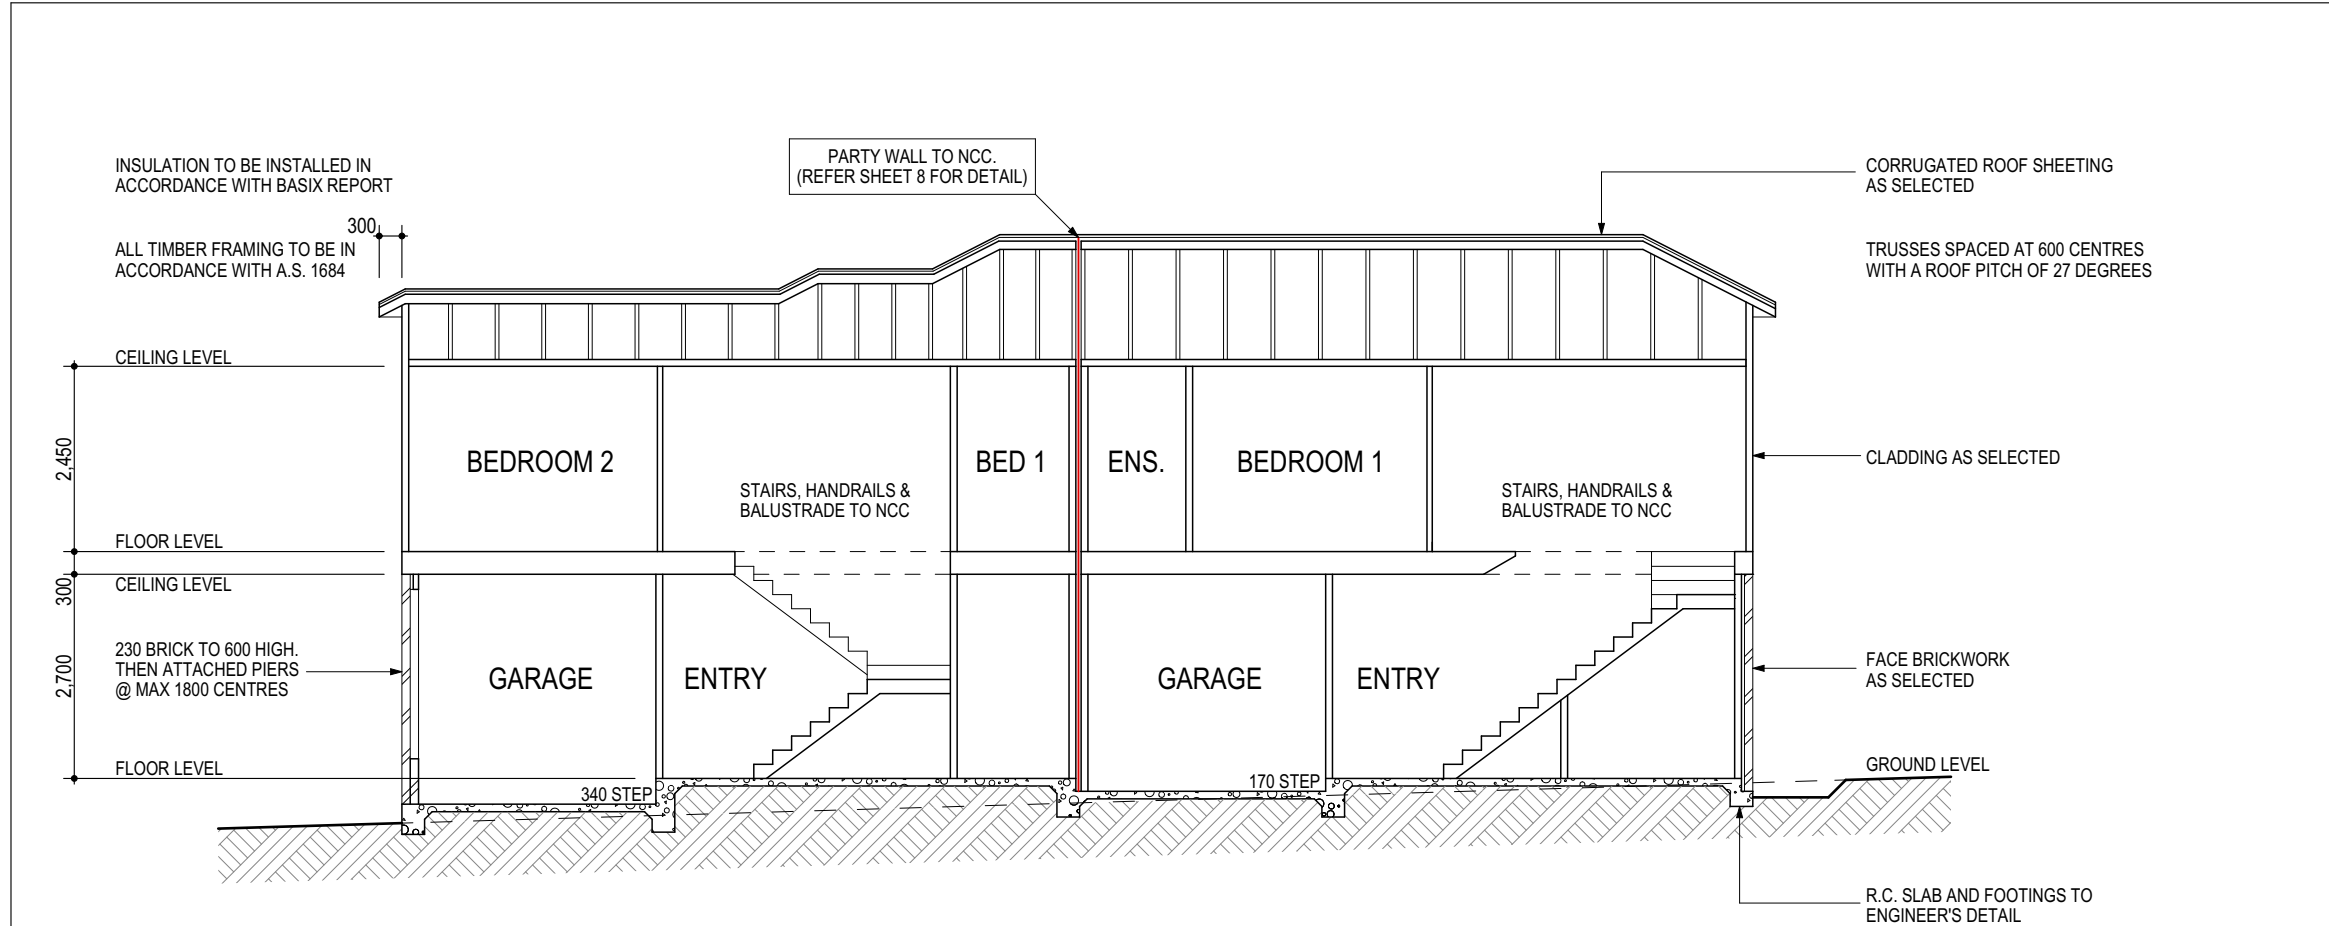 INSULATION TO BE INSTALLED IN
ACCORDANCE WITH BASIX REPORT
300
ALL TIMBER FRAMING TO BE IN
ACCORDANCE WITH A.S. 1684
PARTY WALL TO NCC.
(REFER SHEET 8 FOR DETAIL)
CORRUGATED ROOF SHEETING
AS SELECTED
TRUSSES SPACED AT 600 CENTRES
WITH A ROOF PITCH OF 27 DEGREES
CEILING LEVEL
2,450
BEDROOM 2
BED 1
ENS.
BEDROOM 1
CLADDING AS SELECTED
STAIRS, HANDRAILS &
BALUSTRADE TO NCC
STAIRS, HANDRAILS &
BALUSTRADE TO NCC
FLOOR LEVEL
300
CEILING LEVEL
2,700
230 BRICK TO 600 HIGH.
THEN ATTACHED PIERS
@ MAX 1800 CENTRES
GARAGE
ENTRY
GARAGE
ENTRY
FACE BRICKWORK
AS SELECTED
FLOOR LEVEL
340 STEP
170 STEP
GROUND LEVEL
R.C. SLAB AND FOOTINGS TO
ENGINEER'S DETAIL